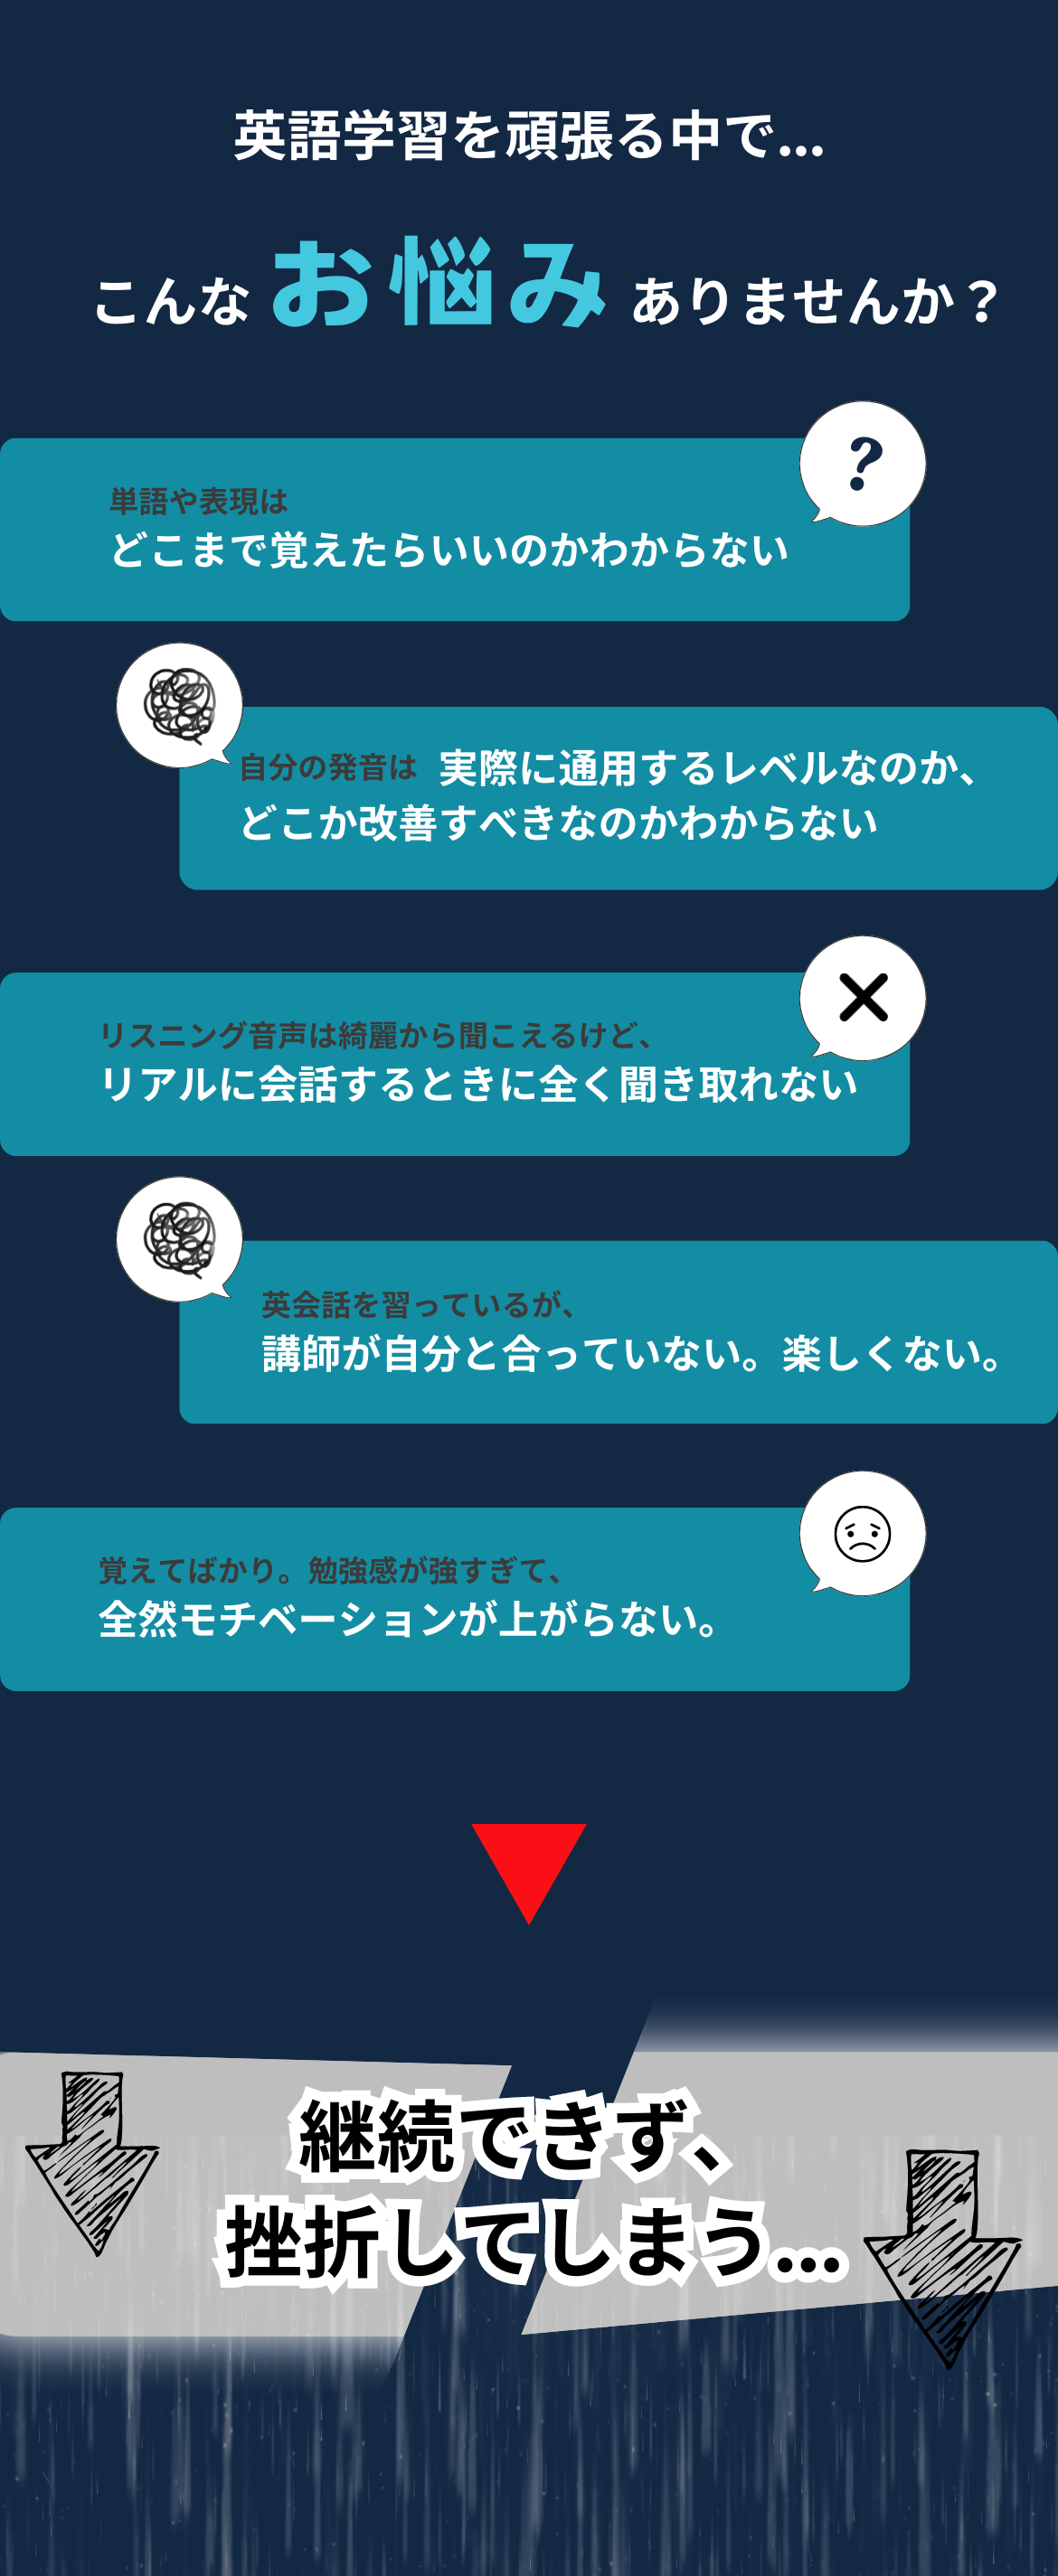 英語学習を頑張る中で...
こんなお悩みありませんか？
?
単語や表現は
どこまで覚えたらいいのかわからない
自分の発音は 実際に通用するレベルなのか、
どこか改善すべきなのかわからない
リスニング音声は綺麗から聞こえるけど、
リアルに会話するときに全く聞き取れない
英会話を習っているが、
講師が自分と合っていない。楽しくない。
覚えてばかり。勉強感が強すぎて、
全然モチベーションが上がらない。
継続できず、
挫折してしまう...